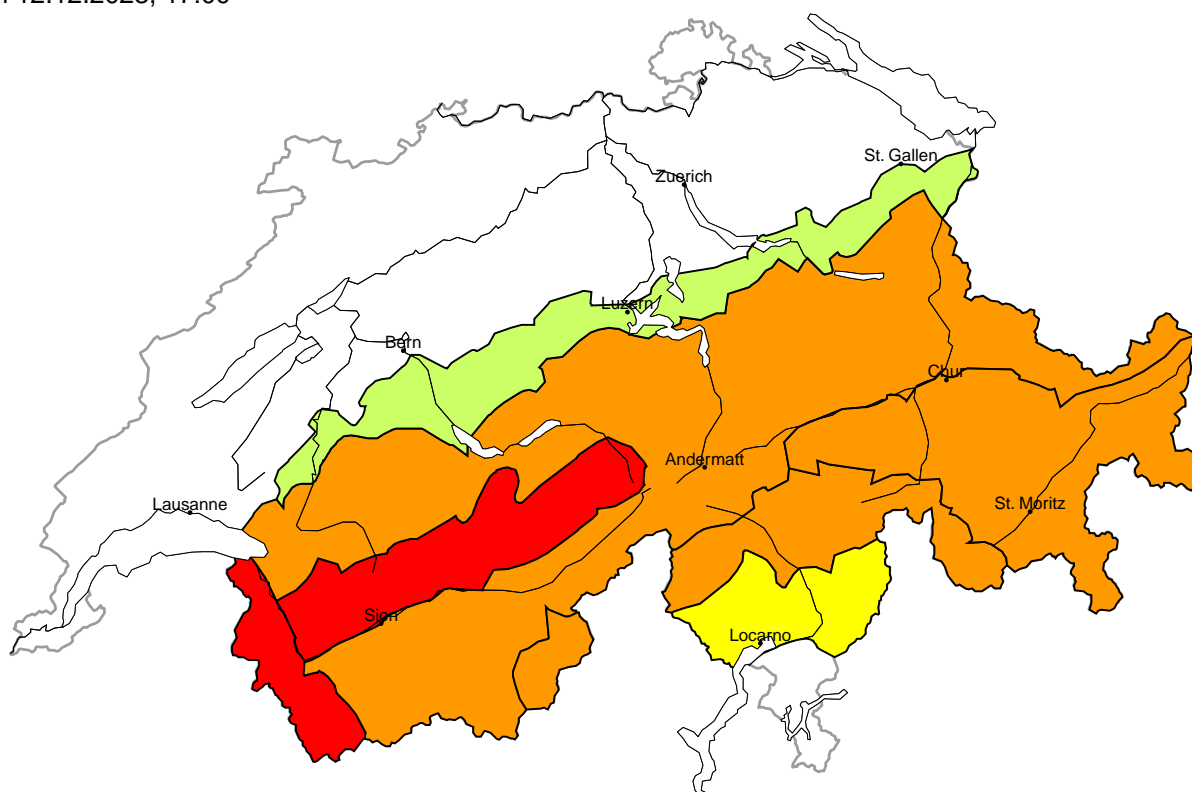 St. Gallen
Zuerich
Luzern
Bern
Chur
Andermatt
Lausanne
St. Moritz
Sion
Locarno